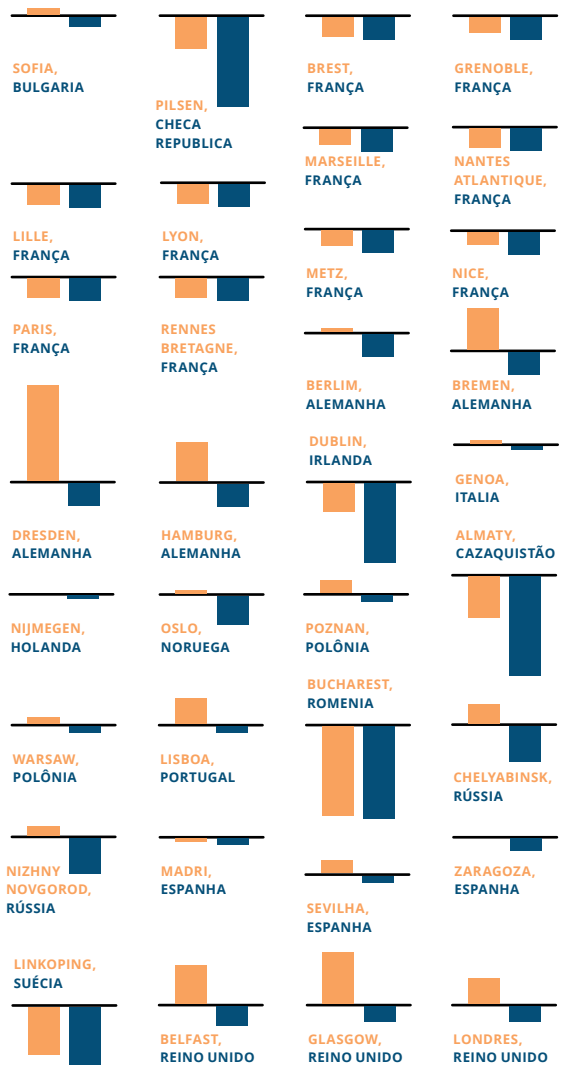 SOFIA,
BULGARIA
PILSEN,
CHECA
REPUBLICA
BREST,
FRANÇA
GRENOBLE,
FRANÇA
MARSEILLE,
FRANÇA
NANTES
ATLANTIQUE,
FRANÇA
LILLE,
FRANÇA
LYON,
FRANÇA
METZ,
FRANÇA
NICE,
FRANÇA
PARIS,
FRANÇA
RENNES
BRETAGNE,
FRANÇA
BERLIM,
ALEMANHA
BREMEN,
ALEMANHA
DRESDEN,
ALEMANHA
HAMBURG,
ALEMANHA
DUBLIN,
IRLANDA
GENOA,
ITALIA
ALMATY,
CAZAQUISTÃO
NIJMEGEN,
HOLANDA
OSLO,
NORUEGA
POZNAN,
POLÔNIA
BUCHAREST,
ROMENIA
WARSAW,
POLÔNIA
LISBOA,
PORTUGAL
CHELYABINSK,
RÚSSIA
NIZHNY
NOVGOROD,
RÚSSIA
MADRI,
ESPANHA
SEVILHA,
ESPANHA
ZARAGOZA,
ESPANHA
LINKOPING,
SUÉCIA
BELFAST,
REINO UNIDO
GLASGOW,
REINO UNIDO
LONDRES,
REINO UNIDO